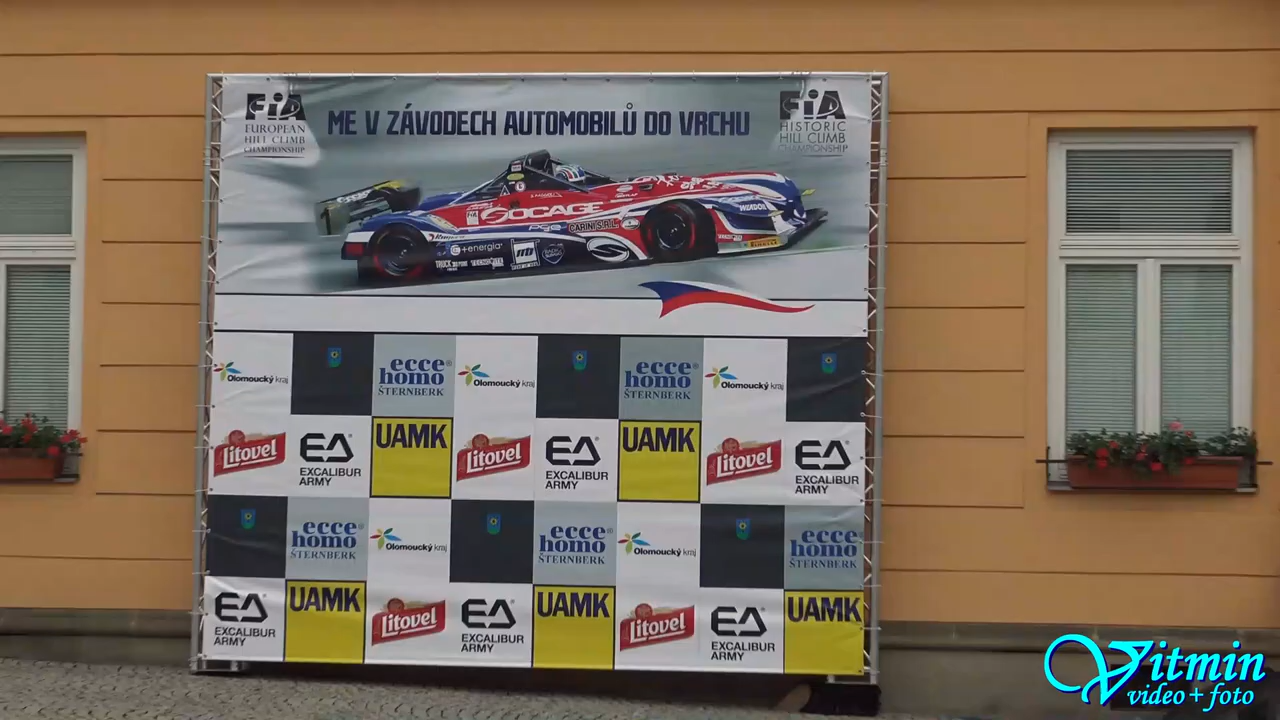 FIA
EUROPEAN
HILL CLIMB
CHAMPIONSHIP
ME V ZÁVODECH AUTOMOBILŮ DO VRCHU
FIA
HISTORIC
HILL CLIMB
CHAMPIONSHIP
SOCAGE
CARINI S.R.L
+energia
PIRELLI
Olomoucký kraj
ecce homo®
ŠTERNBERK
Olomoucký kraj
ecce homo®
ŠTERNBERK
Olomoucký kraj
Litovel
EA
EXCALIBUR
ARMY
UAMK
Litovel
EA
EXCALIBUR
ARMY
UAMK
Litovel
EA
EXCALIBUR
ARMY
ecce homo®
ŠTERNBERK
Olomoucký kraj
ecce homo®
ŠTERNBERK
Olomoucký kraj
ecce homo
ŠTERNBERK
EA
EXCALIBUR
ARMY
UAMK
Litovel
EA
EXCALIBUR
ARMY
UAMK
Litovel
EA
EXCALIBUR
ARMY
UAMK
Vitmin
video+foto